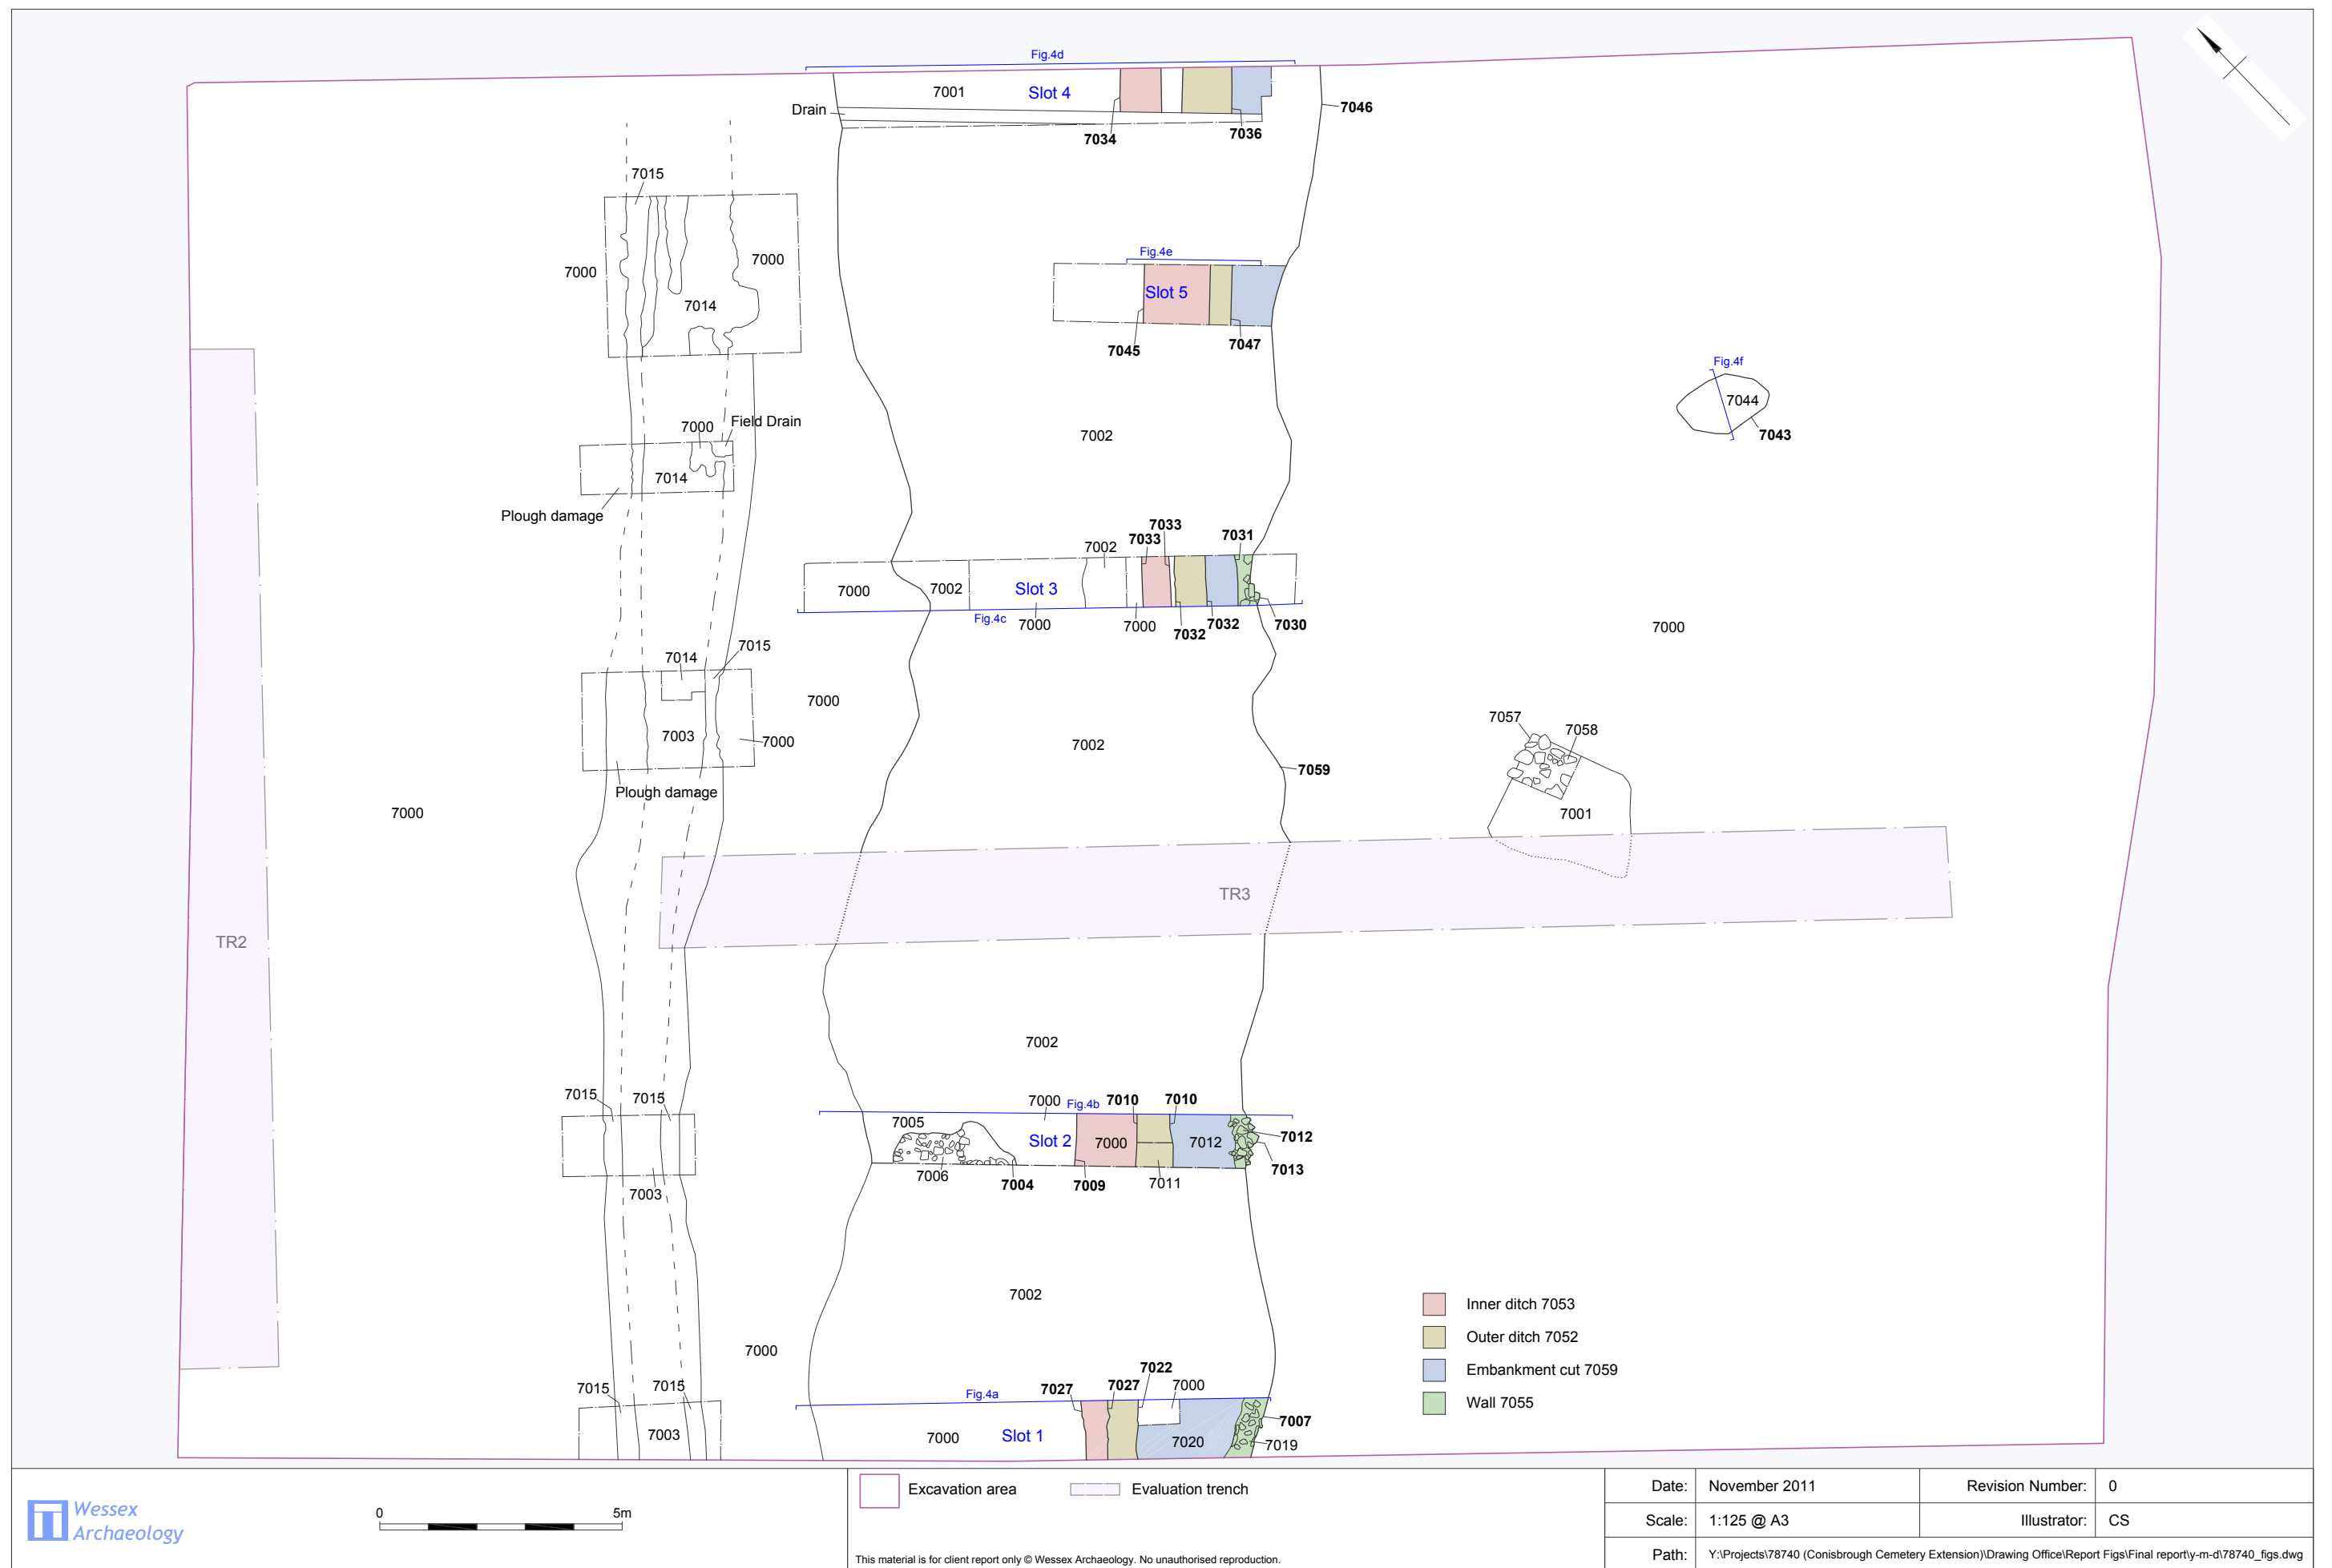 Fig.4d
7001
Slot 4
Drain
7034
7036
7046
7015
7000
7000
7014
Fig.4e
Slot 5
7045
7047
Fig.4f
7044
7043
7000
Field Drain
7014
Plough damage
7002
7033
7033
7031
7002
7000
7002
Slot 3
Fig.4c
7000
7000
7032
7032
7030
7000
7014
7015
7003
7000
Plough damage
7000
7002
7059
7057
7058
7001
7000
TR3
TR2
7002
7015
7015
7003
7000
Fig.4b
7010
7010
7005
Slot 2
7000
7012
7012
7013
7006
7004
7009
7011
7002
7000
7015
7015
7003
Fig.4a
7027
7027
7022
7000
7000
Slot 1
7020
7007
7019
Inner ditch 7053
Outer ditch 7052
Embankment cut 7059
Wall 7055
Wessex
Archaeology
0
5m
Excavation area
Evaluation trench
This material is for client report only © Wessex Archaeology. No unauthorised reproduction.
Date: November 2011 Revision Number: 0
Scale: 1:125 @ A3 Illustrator: CS
Path: Y:\Projects\78740 (Conisbrough Cemetery Extension)\Drawing Office\Report Figs\Final report\y-m-d\78740_figs.dwg